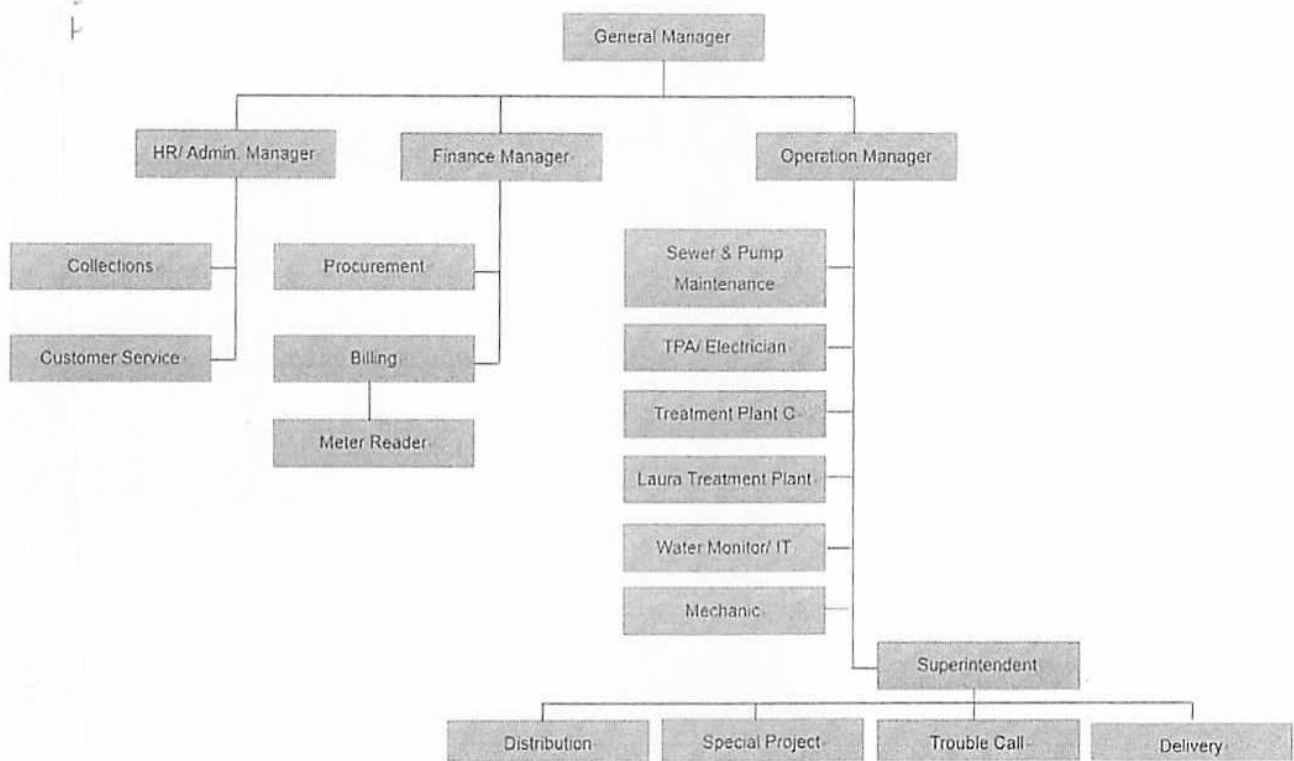 General Manager
HR/ Admin. Manager
Finance Manager
Operation Manager
Collections
Procurement
Sewer & Pump
Maintenance
Customer Service
Billing
TPA/ Electrician
Meter Reader
Treatment Plant C
Laura Treatment Plant
Water Monitor/ IT
Mechanic
Superintendent
Distribution
Special Project
Trouble Call
Delivery